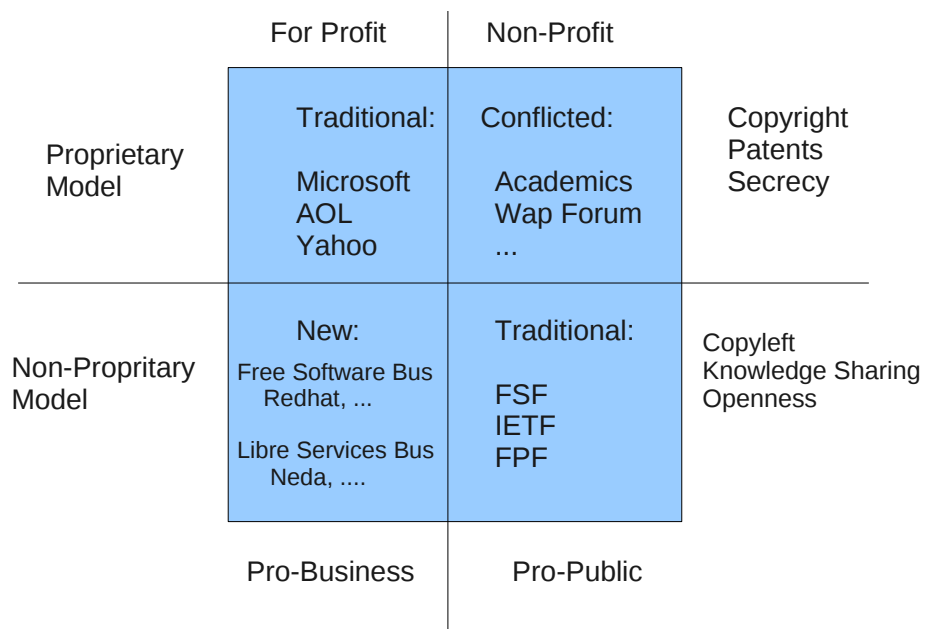 For Profit
Non-Profit
Proprietary
Model
Traditional:
Microsoft
AOL
Yahoo
Conflicted:
Academics
Wap Forum
...
Copyright
Patents
Secrecy
Non-Propritary
Model
New:
Free Software Bus
Redhat, ...
Libre Services Bus
Neda, ....
Traditional:
FSF
IETF
FPF
Copyleft
Knowledge Sharing
Openness
Pro-Business
Pro-Public